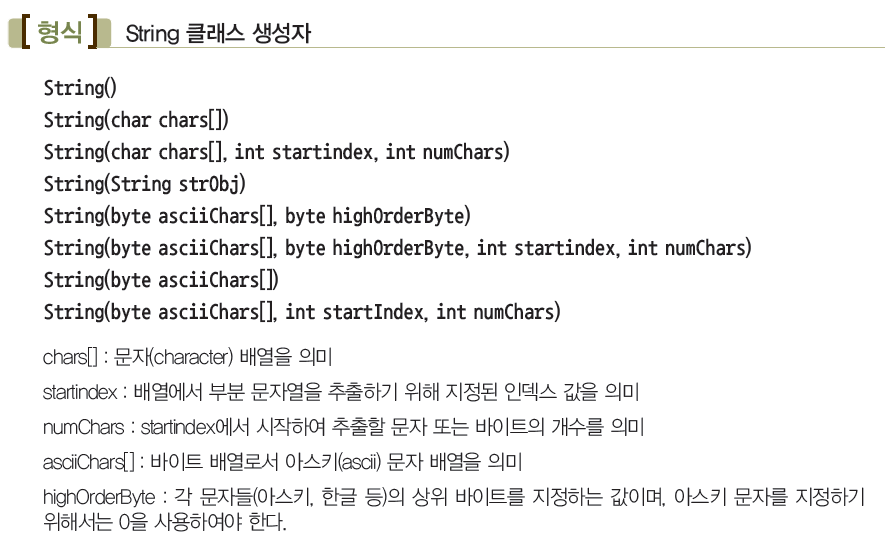 [형식] String 클래스 생성자
String()
String(char chars[])
String(char chars[], int startindex, int numChars)
String(String strObj)
String(byte asciiChars[], byte highOrderByte)
String(byte asciiChars[], byte highOrderByte, int startindex, int numChars)
String(byte asciiChars[])
String(byte asciiChars[], int startIndex, int numChars)
chars[] : 문자(character) 배열을 의미
startindex : 배열에서 부분 문자열을 추출하기 위해 지정된 인덱스 값을 의미
numChars : startindex에서 시작하여 추출할 문자 또는 바이트의 개수를 의미
asciiChars[] : 바이트 배열로서 아스키(ascii) 문자 배열을 의미
highOrderByte : 각 문자들(아스키, 한글 등)의 상위 바이트를 지정하는 값이며, 아스키 문자를 지정하기
위해서는 0을 사용하여야 한다.